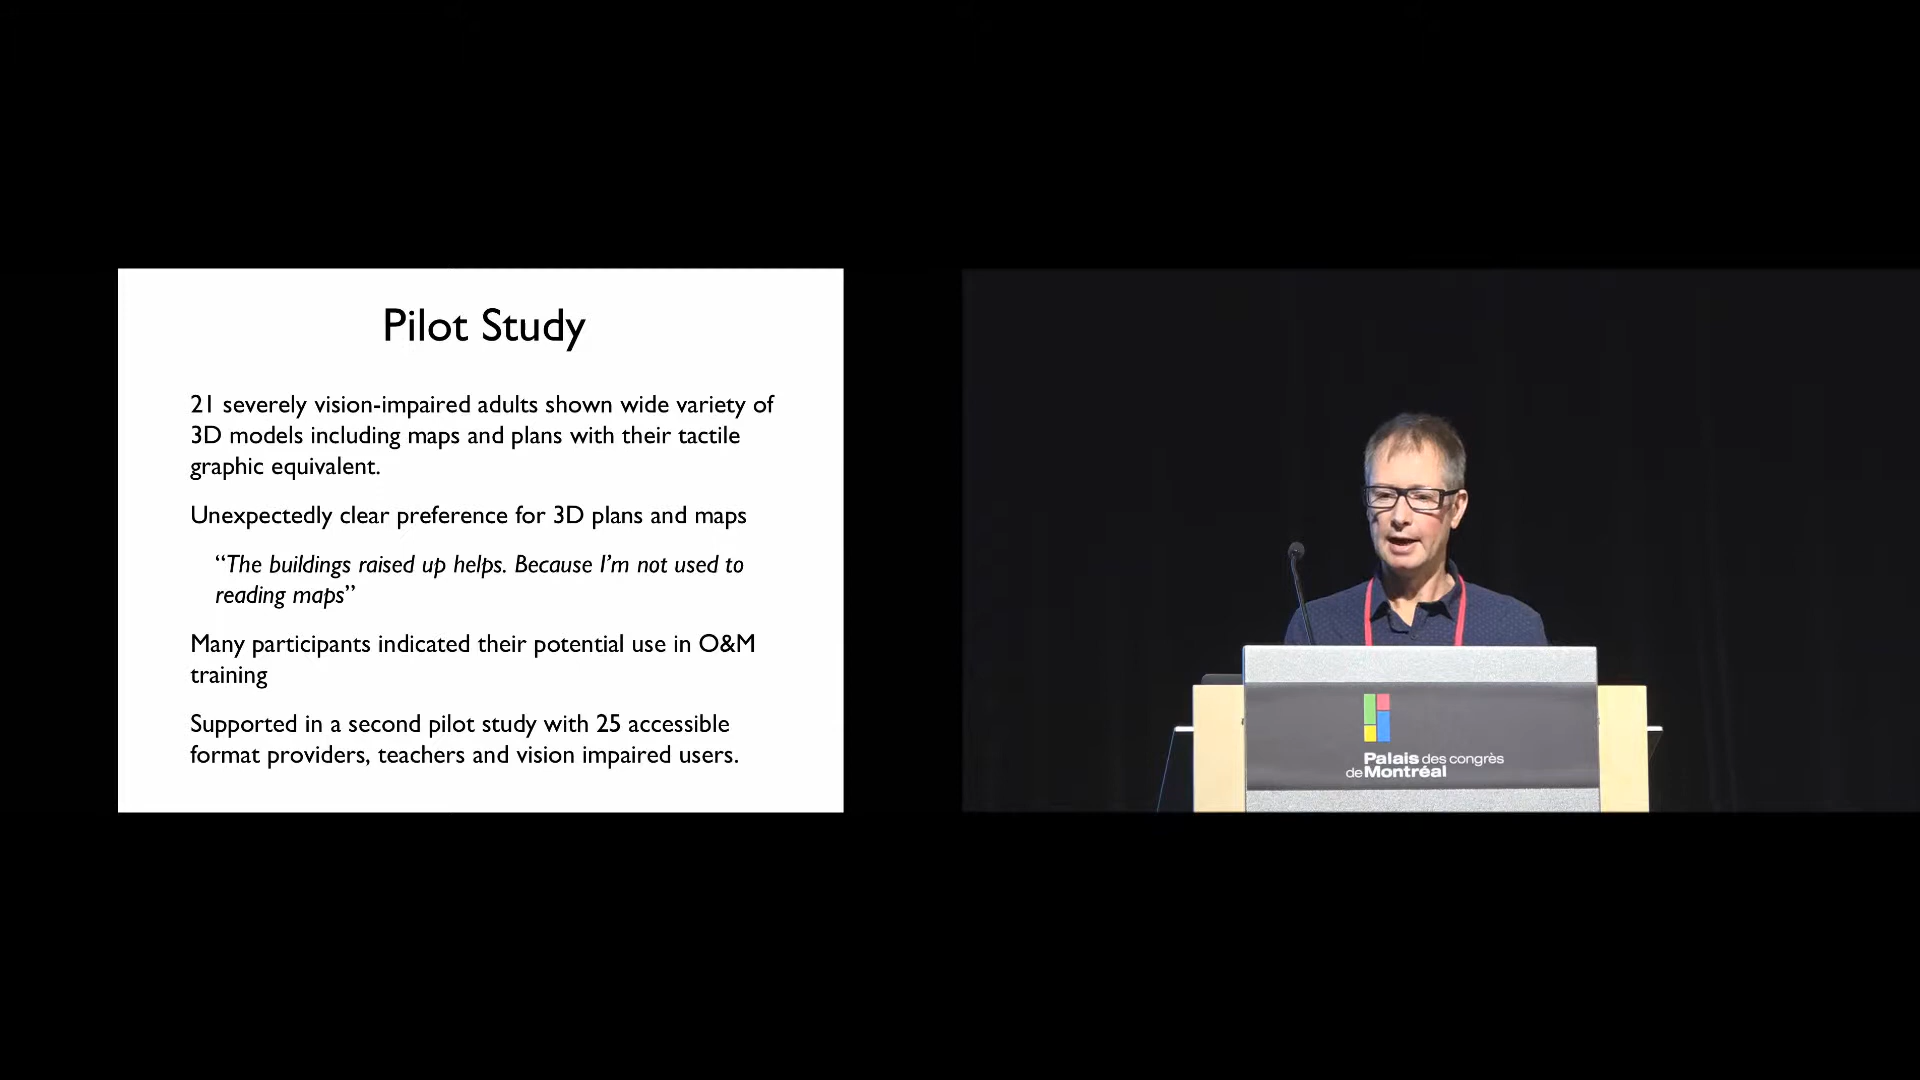 Pilot Study
21 severely vision-impaired adults shown wide variety of
3D models including maps and plans with their tactile
graphic equivalent.
Unexpectedly clear preference for 3D plans and maps
“The buildings raised up helps. Because I’m not used to
reading maps”
Many participants indicated their potential use in O&M
training
Supported in a second pilot study with 25 accessible
format providers, teachers and vision impaired users.
Palais des congrès
de Montréal